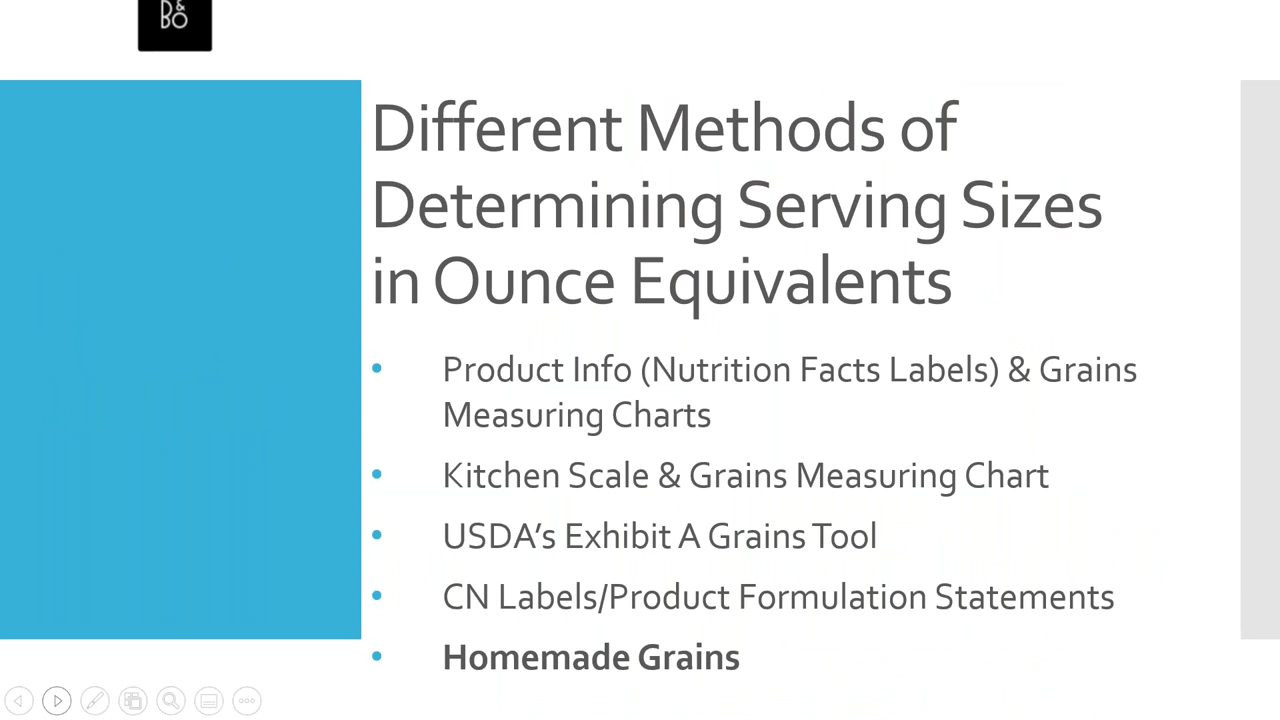 D&
BO
Different Methods of
Determining Serving Sizes
in Ounce Equivalents
• Product Info (Nutrition Facts Labels) & Grains
Measuring Charts
• Kitchen Scale & Grains Measuring Chart
• USDA’s Exhibit A Grains Tool
• CN Labels/Product Formulation Statements
• Homemade Grains